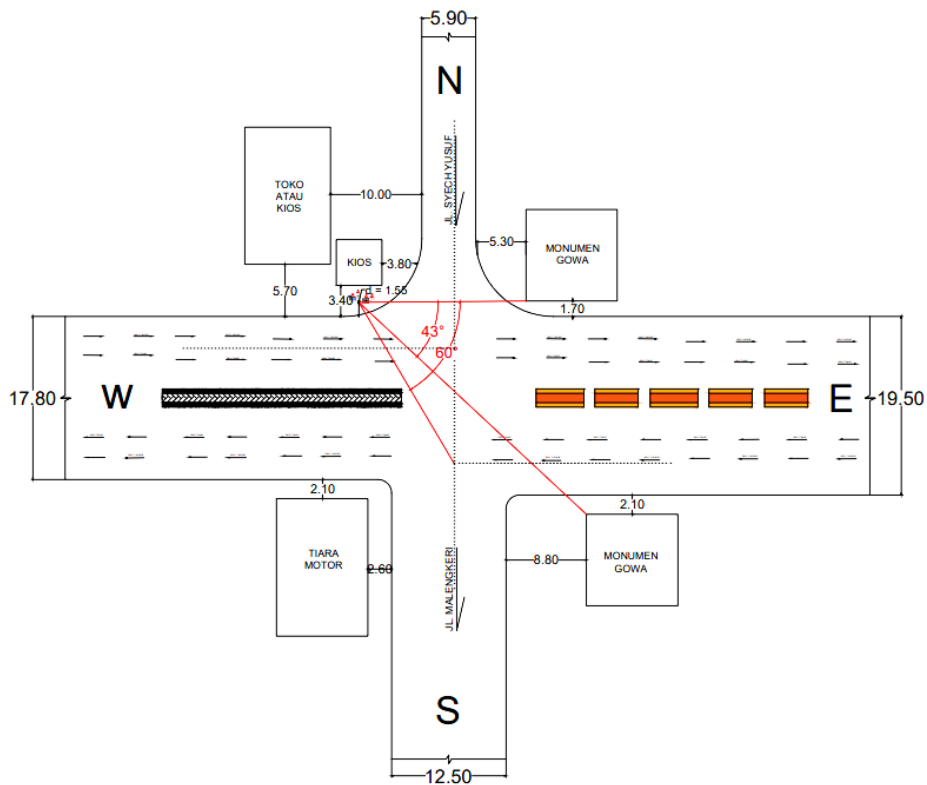 5.90
N
JL. SYECH YUSUF
TOKO
ATAU
KIOS
10.00
5.30
MONUMEN
GOWA
KIOS
3.80
5.70
3.40
rd = 1.55
1.70
43°
60°
17.80
W
E
19.50
2.10
2.10
TIARA
MOTOR
2.60
JL. MALENGKERI
8.80
MONUMEN
GOWA
S
12.50